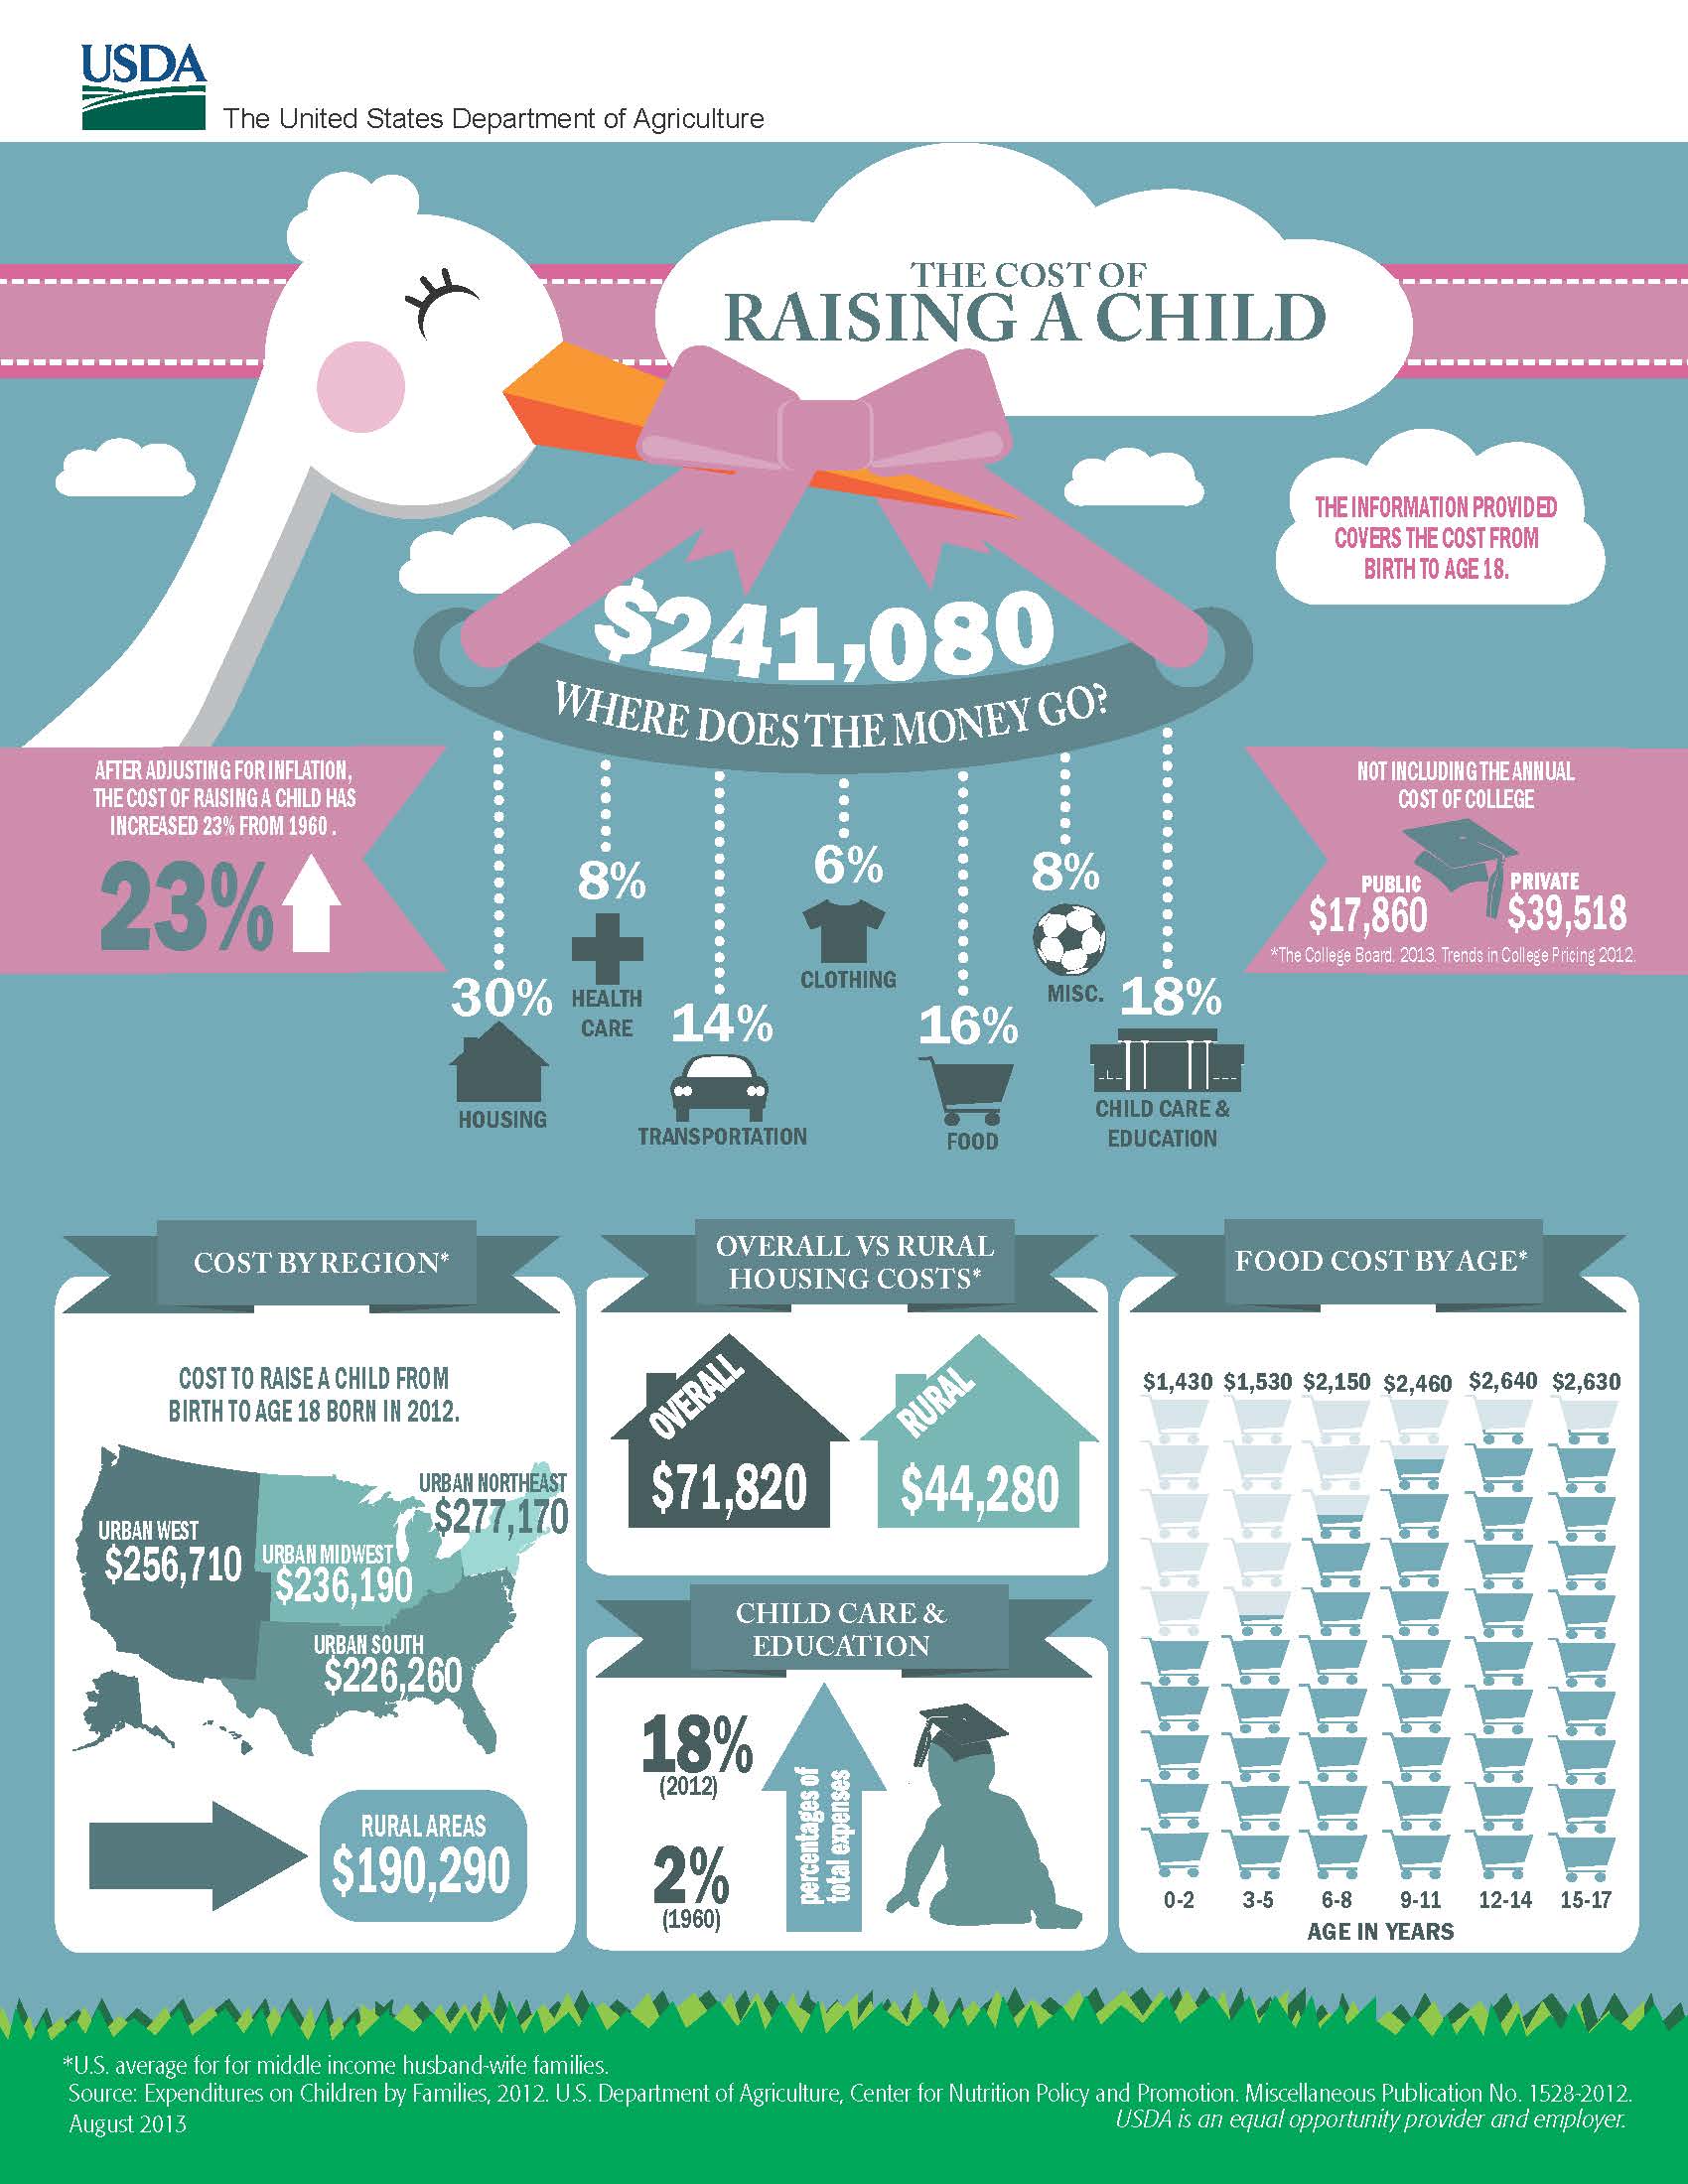 USDA
The United States Department of Agriculture
THE COST OF
RAISING A CHILD
THE INFORMATION PROVIDED
COVERS THE COST FROM
BIRTH TO AGE 18.
$241,080
WHERE DOES THE MONEY GO?
AFTER ADJUSTING FOR INFLATION,
THE COST OF RAISING A CHILD HAS
INCREASED 23% FROM 1960 .
23%
NOT INCLUDING THE ANNUAL
COST OF COLLEGE
PUBLIC
$17,860
PRIVATE
$39,518
*The College Board. 2013. Trends in College Pricing 2012.
30%
HOUSING
8%
HEALTH
CARE
14%
TRANSPORTATION
6%
CLOTHING
16%
FOOD
8%
MISC.
18%
CHILD CARE &
EDUCATION
COST BY REGION*
COST TO RAISE A CHILD FROM
BIRTH TO AGE 18 BORN IN 2012.
URBAN NORTHEAST
$277,170
URBAN WEST
$256,710
URBAN MIDWEST
$236,190
URBAN SOUTH
$226,260
RURAL AREAS
$190,290
OVERALL VS RURAL
HOUSING COSTS*
OVERALL
$71,820
RURAL
$44,280
CHILD CARE &
EDUCATION
18%
(2012)
2%
(1960)
percentages of
total expenses
FOOD COST BY AGE*
$1,430 $1,530 $2,150 $2,460 $2,640 $2,630
0-2 3-5 6-8 9-11 12-14 15-17
AGE IN YEARS
*U.S. average for for middle income husband-wife families.
Source: Expenditures on Children by Families, 2012. U.S. Department of Agriculture, Center for Nutrition Policy and Promotion. Miscellaneous Publication No. 1528-2012.
August 2013
USDA is an equal opportunity provider and employer.